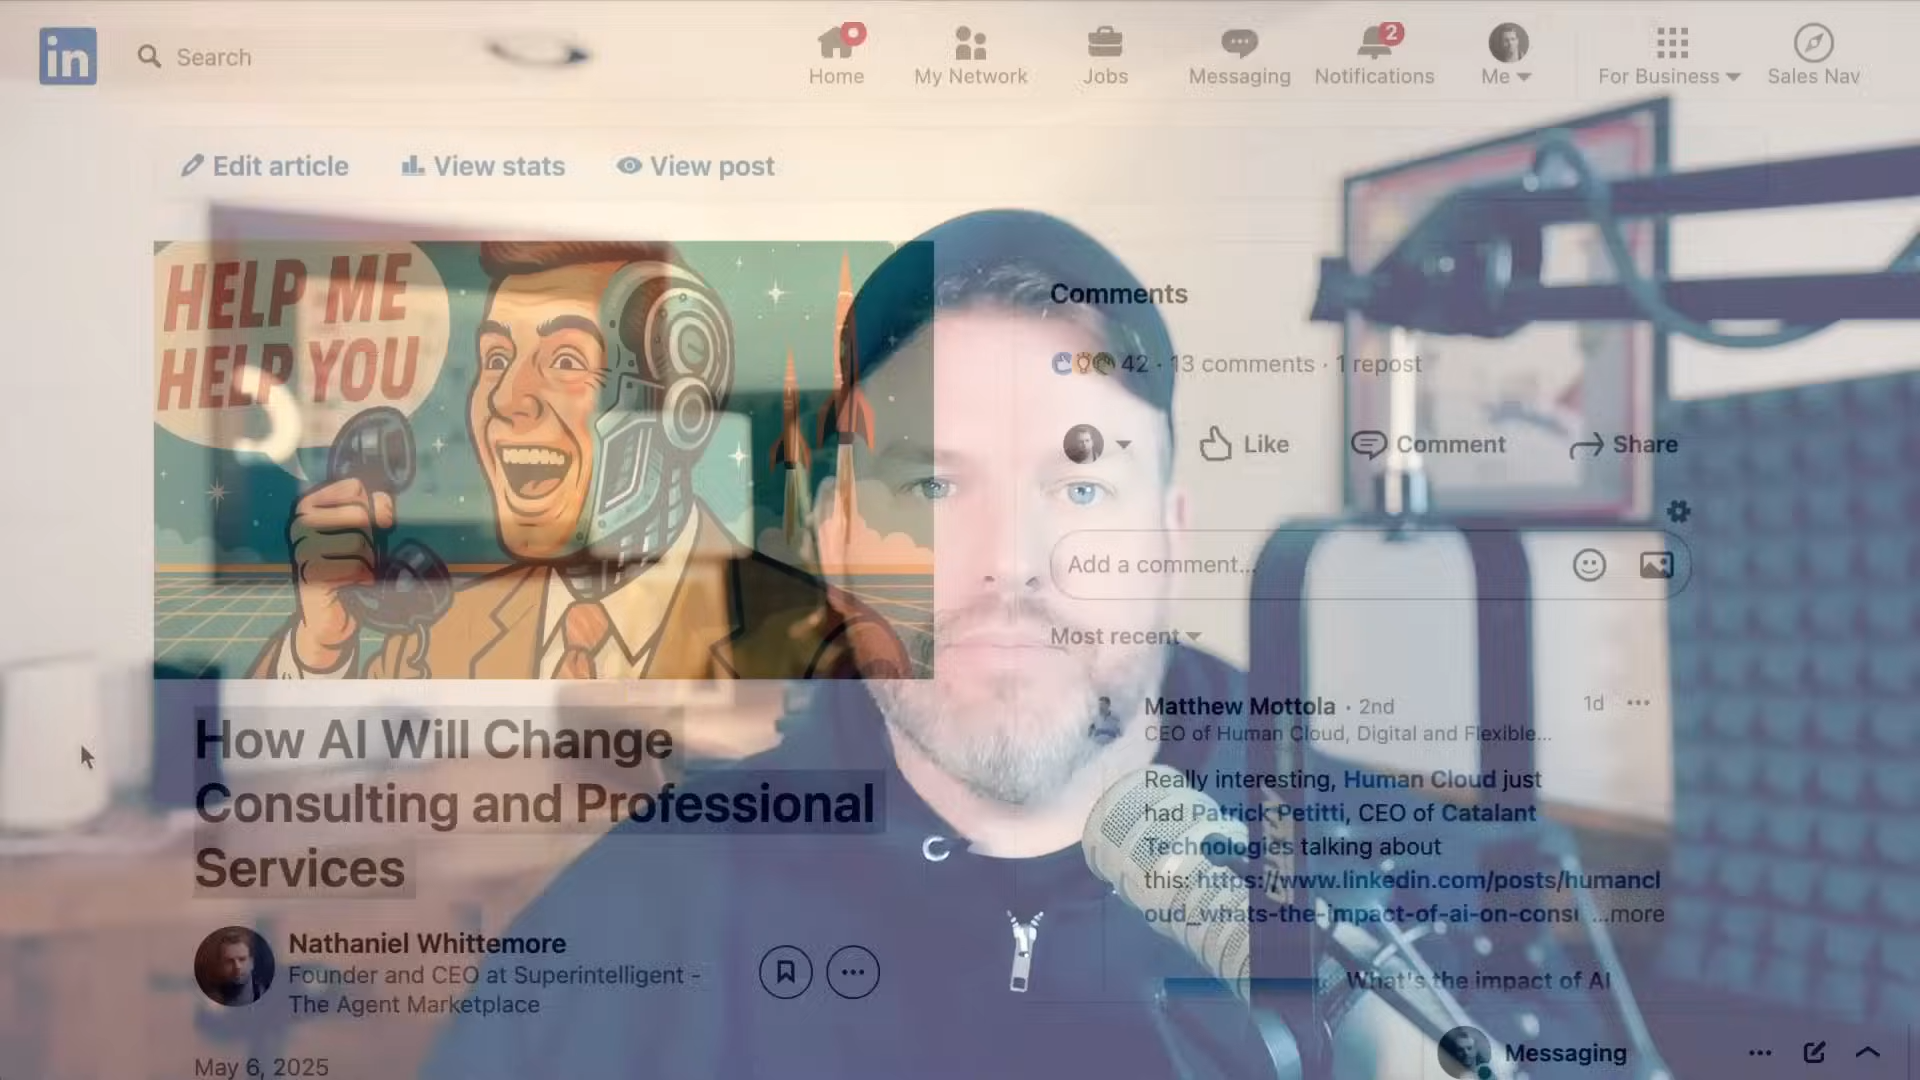 in
Search
Home
My Network
Jobs
Messaging
2
Notifications
Me
For Business
Sales Nav
Edit article
View stats
View post
HELP ME
HELP YOU
How AI Will Change
Consulting and Professional
Services
Nathaniel Whittemore
Founder and CEO at Superintelligent -
The Agent Marketplace
May 6, 2025
Comments
42 · 13 comments · 1 repost
Like
Comment
Share
Add a comment...
Most recent
Matthew Mottola · 2nd
1d
CEO of Human Cloud, Digital and Flexible...
Really interesting, Human Cloud just
had Patrick Petitti, CEO of Catalant
Technologies talking about
this: https://www.linkedin.com/posts/humancl
oud_whats-the-impact-of-ai-on-consu ...more
What's the impact of AI
Messaging